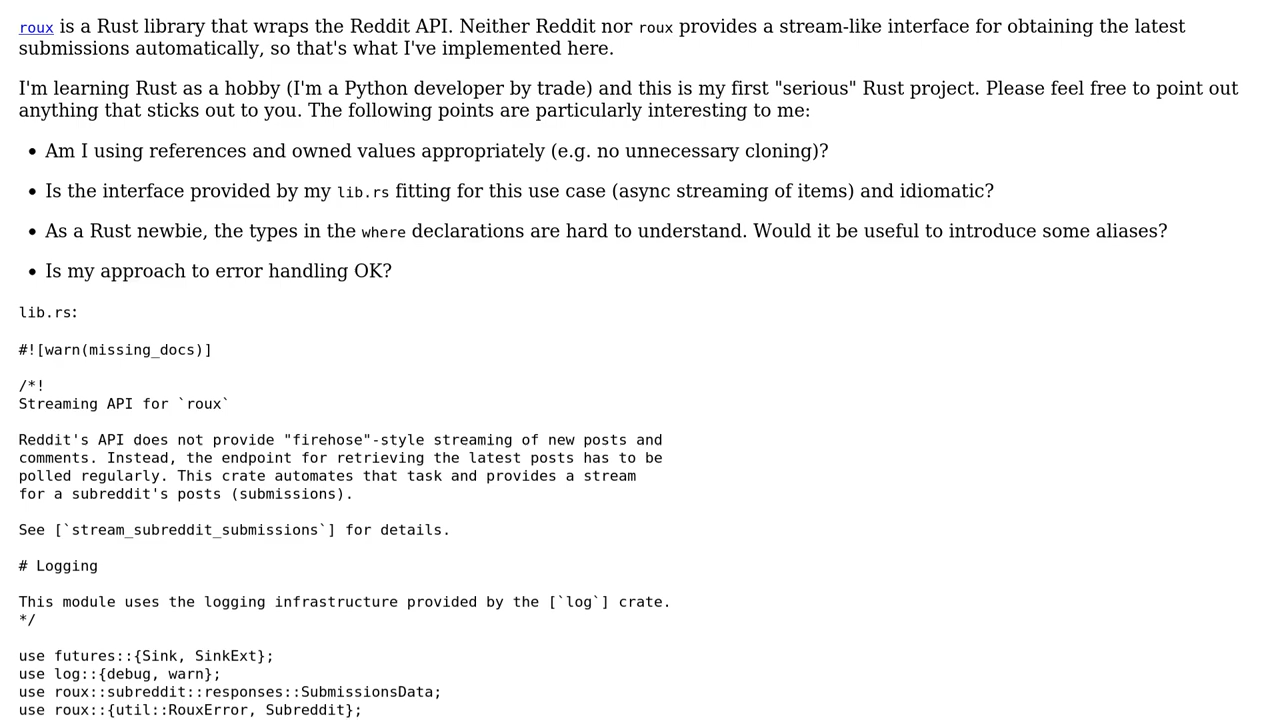 roux is a Rust library that wraps the Reddit API. Neither Reddit nor roux provides a stream-like interface for obtaining the latest
submissions automatically, so that's what I've implemented here.
I'm learning Rust as a hobby (I'm a Python developer by trade) and this is my first "serious" Rust project. Please feel free to point out
anything that sticks out to you. The following points are particularly interesting to me:
• Am I using references and owned values appropriately (e.g. no unnecessary cloning)?
• Is the interface provided by my lib.rs fitting for this use case (async streaming of items) and idiomatic?
• As a Rust newbie, the types in the where declarations are hard to understand. Would it be useful to introduce some aliases?
• Is my approach to error handling OK?
lib.rs:
#![warn(missing_docs)]
/*!
Streaming API for `roux`
Reddit's API does not provide "firehose"-style streaming of new posts and
comments. Instead, the endpoint for retrieving the latest posts has to be
polled regularly. This crate automates that task and provides a stream
for a subreddit's posts (submissions).
See [`stream_subreddit_submissions`] for details.
# Logging
This module uses the logging infrastructure provided by the [`log`] crate.
*/
use futures::{Sink, SinkExt};
use log::{debug, warn};
use roux::subreddit::responses::SubmissionsData;
use roux::{util::RouxError, Subreddit};